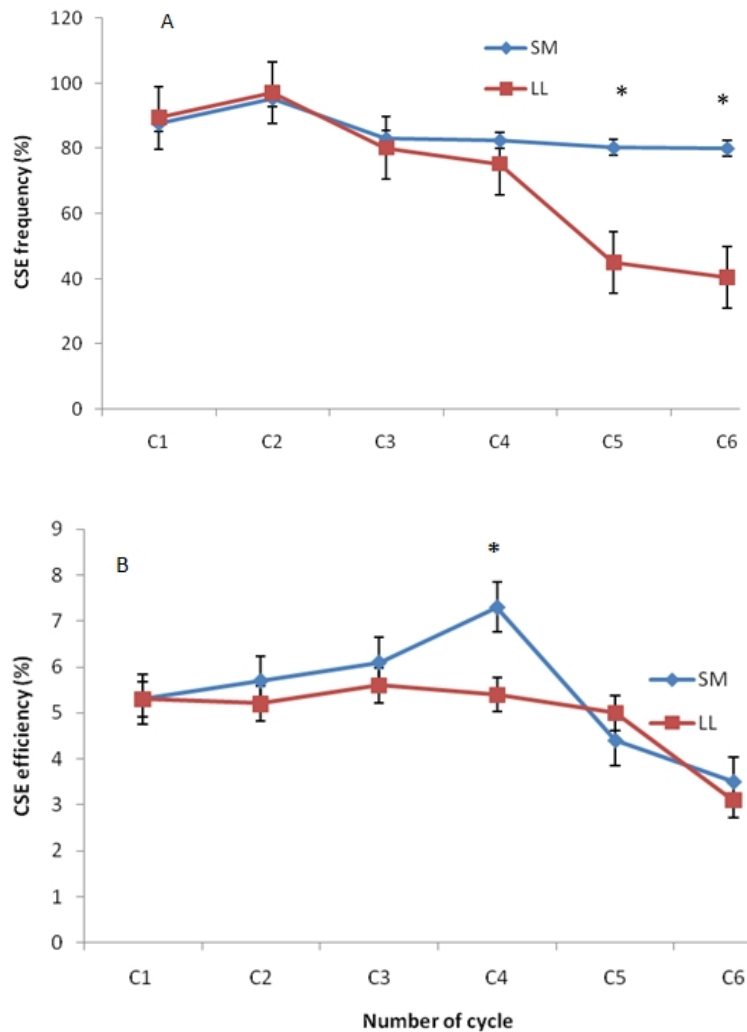 A
120
100
80
60
40
20
0
CSE frequency (%)
SM
LL
*
*
C1 C2 C3 C4 C5 C6
B
9
8
7
6
5
4
3
2
1
0
CSE efficiency (%)
*
SM
LL
C1 C2 C3 C4 C5 C6
Number of cycle